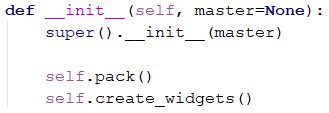 def __init__(self, master=None):
    super().__init__(master)

    self.pack()
    self.create_widgets()